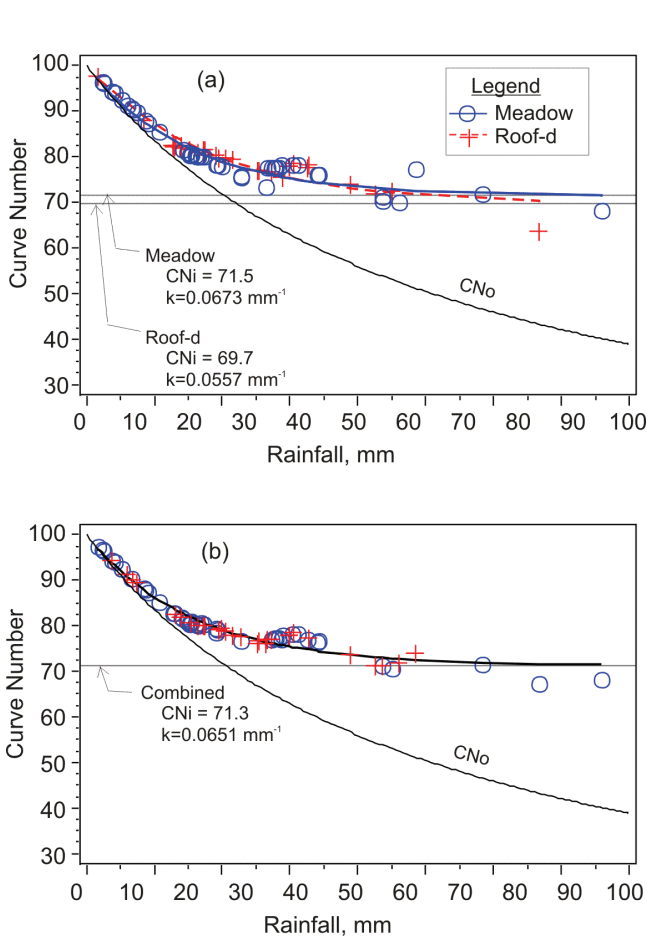 (a)
Legend
Meadow
Roof-d
100
90
80
70
60
50
40
30
Curve Number
Meadow
CNi = 71.5
k=0.0673 mm-1
Roof-d
CNi = 69.7
k=0.0557 mm-1
CNo
0 10 20 30 40 50 60 70 80 90 100
Rainfall, mm
(b)
100
90
80
70
60
50
40
30
Curve Number
Combined
CNi = 71.3
k=0.0651 mm-1
CNo
0 10 20 30 40 50 60 70 80 90 100
Rainfall, mm